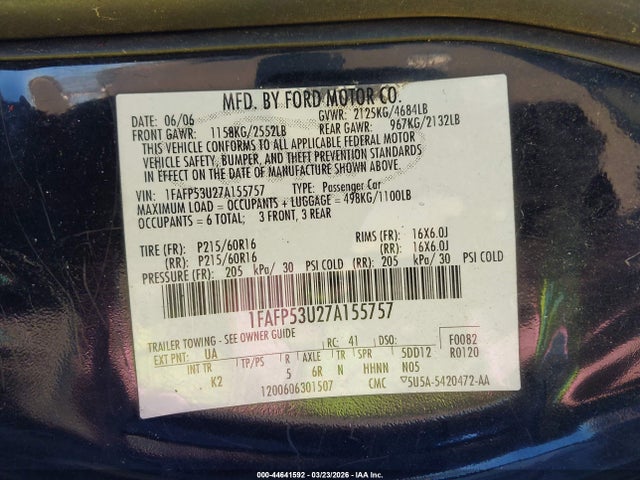 MFD. BY FORD MOTOR CO.
DATE: 06/06 GVWR: 2125KG/4684LB
FRONT GAWR: 1158KG/2552LB REAR GAWR: 967KG/2132LB
THIS VEHICLE CONFORMS TO ALL APPLICABLE FEDERAL MOTOR
VEHICLE SAFETY, BUMPER, AND THEFT PREVENTION STANDARDS
IN EFFECT ON THE DATE OF MANUFACTURE SHOWN ABOVE.
VIN: 1FAFP53U27A155757 TYPE: Passenger Car
MAXIMUM LOAD = OCCUPANTS + LUGGAGE = 498KG/1100LB
OCCUPANTS = 6 TOTAL; 3 FRONT, 3 REAR
TIRE (FR): P215/60R16 RIMS (FR): 16X6.0J
(RR): P215/60R16 (RR): 16X6.0J
PRESSURE (FR): 205 kPa/ 30 PSI COLD (RR): 205 kPa/ 30 PSI COLD
1FAFP53U27A155757
TRAILER TOWING - SEE OWNER GUIDE
RC: 41 DSO: F0082
EXT PNT: UA R0120
INT TR TP/PS R AXLE TR SPR 5DD12
K2 5 6R N HHNN N05
1200606301507 CMC ▽5U5A-5420472-AA
000-44641592 | 03/23/2026 | IAA Inc.